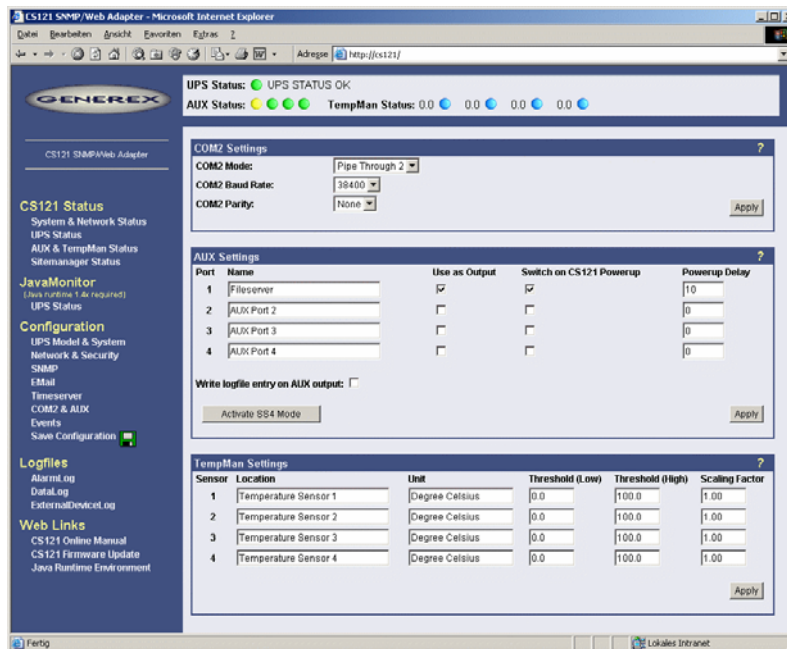 CS121 SNMP/Web Adapter - Microsoft Internet Explorer
Datei Bearbeiten Ansicht Favoriten Extras ?
Adresse http://cs121/
GENEREX
CS121 SNMP/Web Adapter
CS121 Status
System & Network Status
UPS Status
AUX & TempMan Status
Sitemanager Status
JavaMonitor
(Java runtime 1.4x required)
UPS Status
Configuration
UPS Model & System
Network & Security
SNMP
EMail
Timeserver
COM2 & AUX
Events
Save Configuration
Logfiles
AlarmLog
DataLog
ExternalDeviceLog
Web Links
CS121 Online Manual
CS121 Firmware Update
Java Runtime Environment
UPS Status: UPS STATUS OK
AUX Status: TempMan Status: 0.0 0.0 0.0 0.0
COM2 Settings ?
COM2 Mode: Pipe Through 2
COM2 Baud Rate: 38400
COM2 Parity: None
Apply
AUX Settings ?
Port Name Use as Output Switch on CS121 Powerup Powerup Delay
1 Fileserver 10
2 AUX Port 2 0
3 AUX Port 3 0
4 AUX Port 4 0
Write logfile entry on AUX output:
Activate SS4 Mode Apply
TempMan Settings ?
Sensor Location Unit Threshold (Low) Threshold (High) Scaling Factor
1 Temperature Sensor 1 Degree Celsius 0.0 100.0 1.00
2 Temperature Sensor 2 Degree Celsius 0.0 100.0 1.00
3 Temperature Sensor 3 Degree Celsius 0.0 100.0 1.00
4 Temperature Sensor 4 Degree Celsius 0.0 100.0 1.00
Apply
Fertig Lokales Intranet